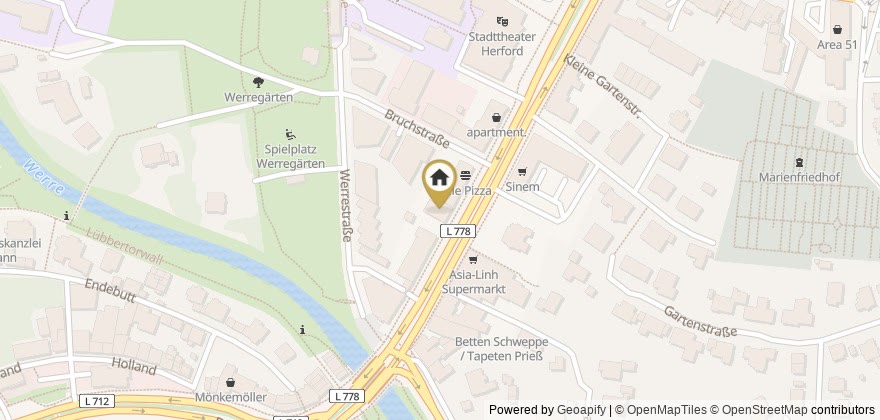 Stadttheater
Herford
Area 51
Kleine Gartenstr.
Werregärten
Bruchstraße
apartment.
Spielplatz
Werregärten
Werre
Marienfriedhof
Pizza
Sinem
Werrestraße
L 778
Lübbertorwall
Asia-Linh
Supermarkt
Endebutt
Gartenstraße
Betten Schweppe
/ Tapeten Prieß
Holland
Mönkemöller
L 778
L 712
Powered by Geoapify | © OpenMapTiles © OpenStreetMap contributors